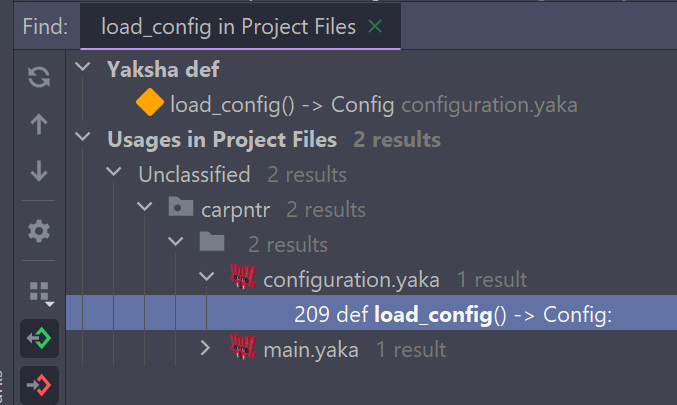 Find: load_config in Project Files
Yaksha def
load_config() -> Config configuration.yaka
Usages in Project Files 2 results
Unclassified 2 results
carpntr 2 results
2 results
configuration.yaka 1 result
209 def load_config() -> Config:
main.yaka 1 result